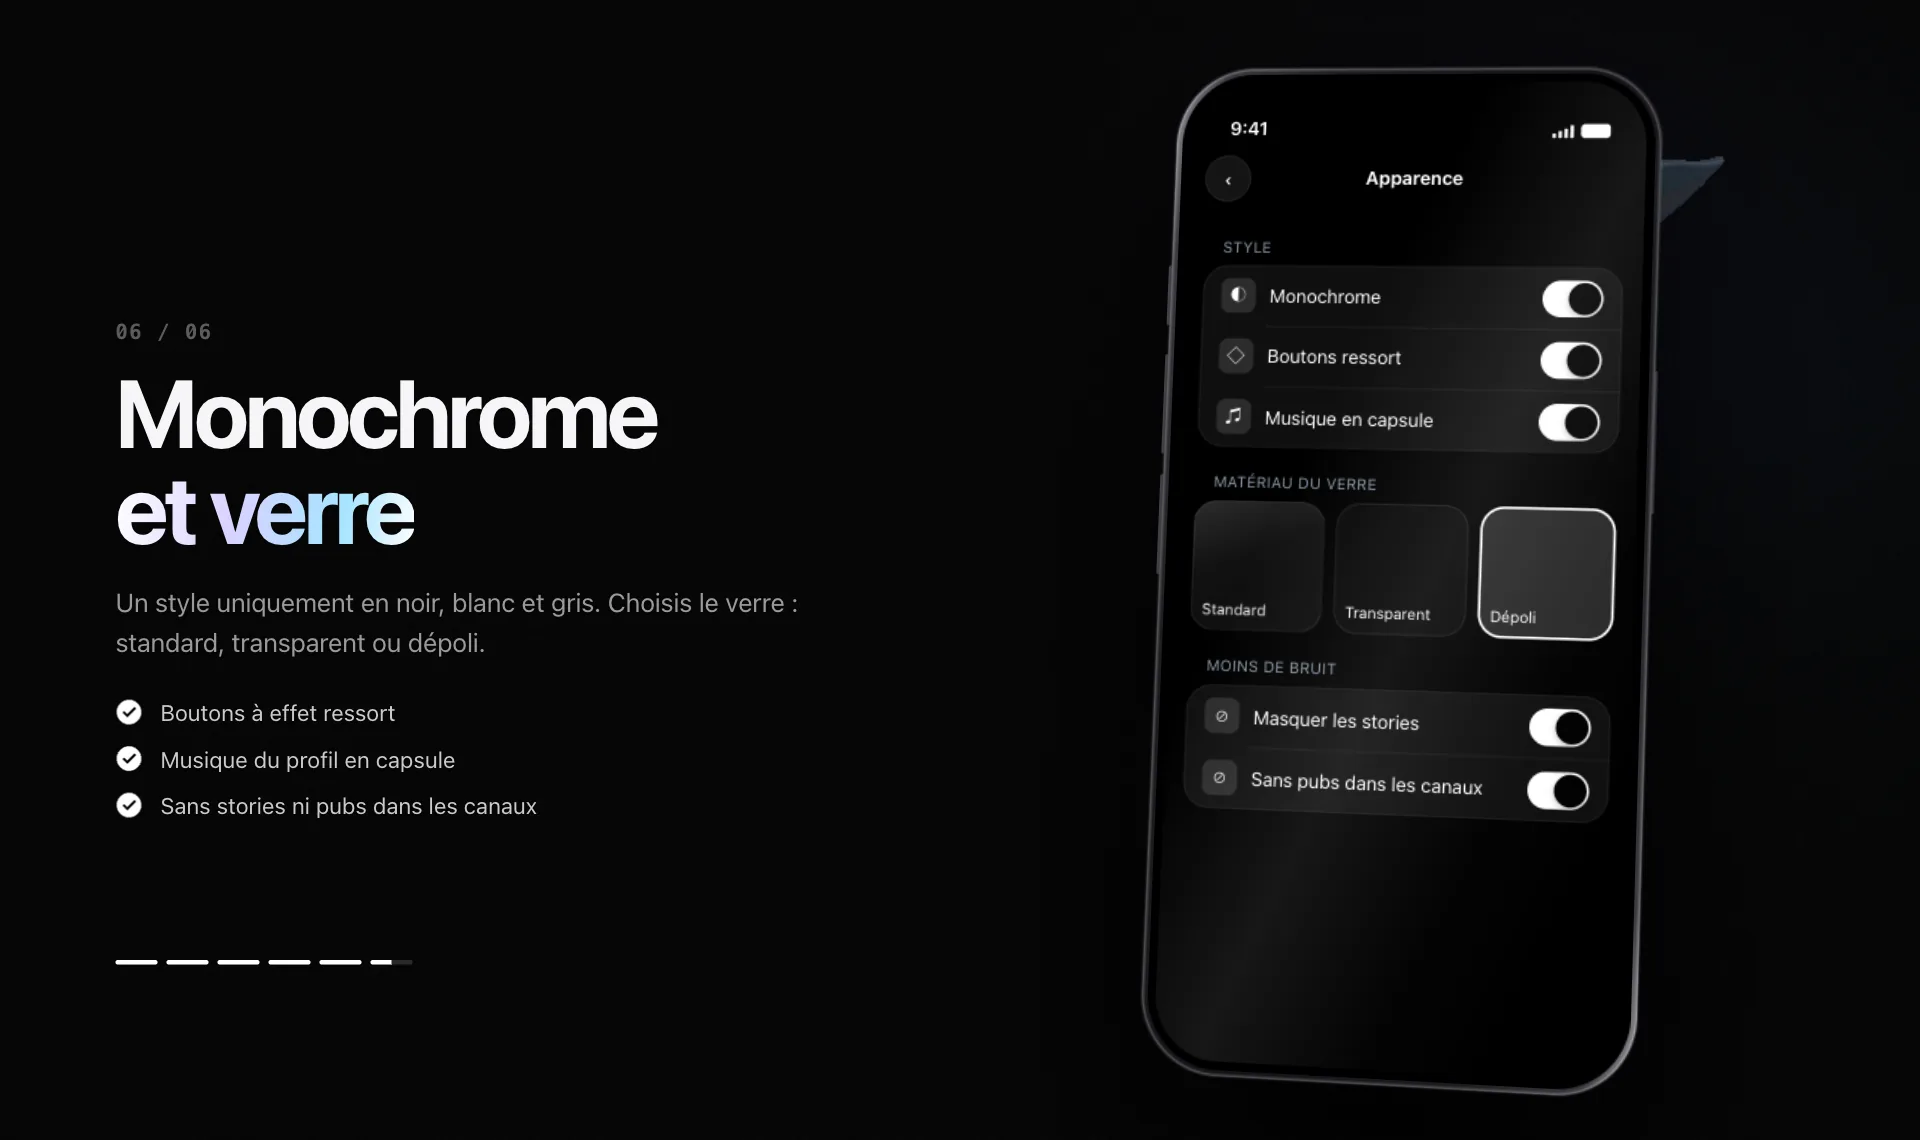 06 / 06
Monochrome
et verre
Un style uniquement en noir, blanc et gris. Choisis le verre :
standard, transparent ou dépoli.
Boutons à effet ressort
Musique du profil en capsule
Sans stories ni pubs dans les canaux
9:41
Apparence
STYLE
Monochrome
Boutons ressort
Musique en capsule
MATÉRIAU DU VERRE
Standard
Transparent
Dépoli
MOINS DE BRUIT
Masquer les stories
Sans pubs dans les canaux